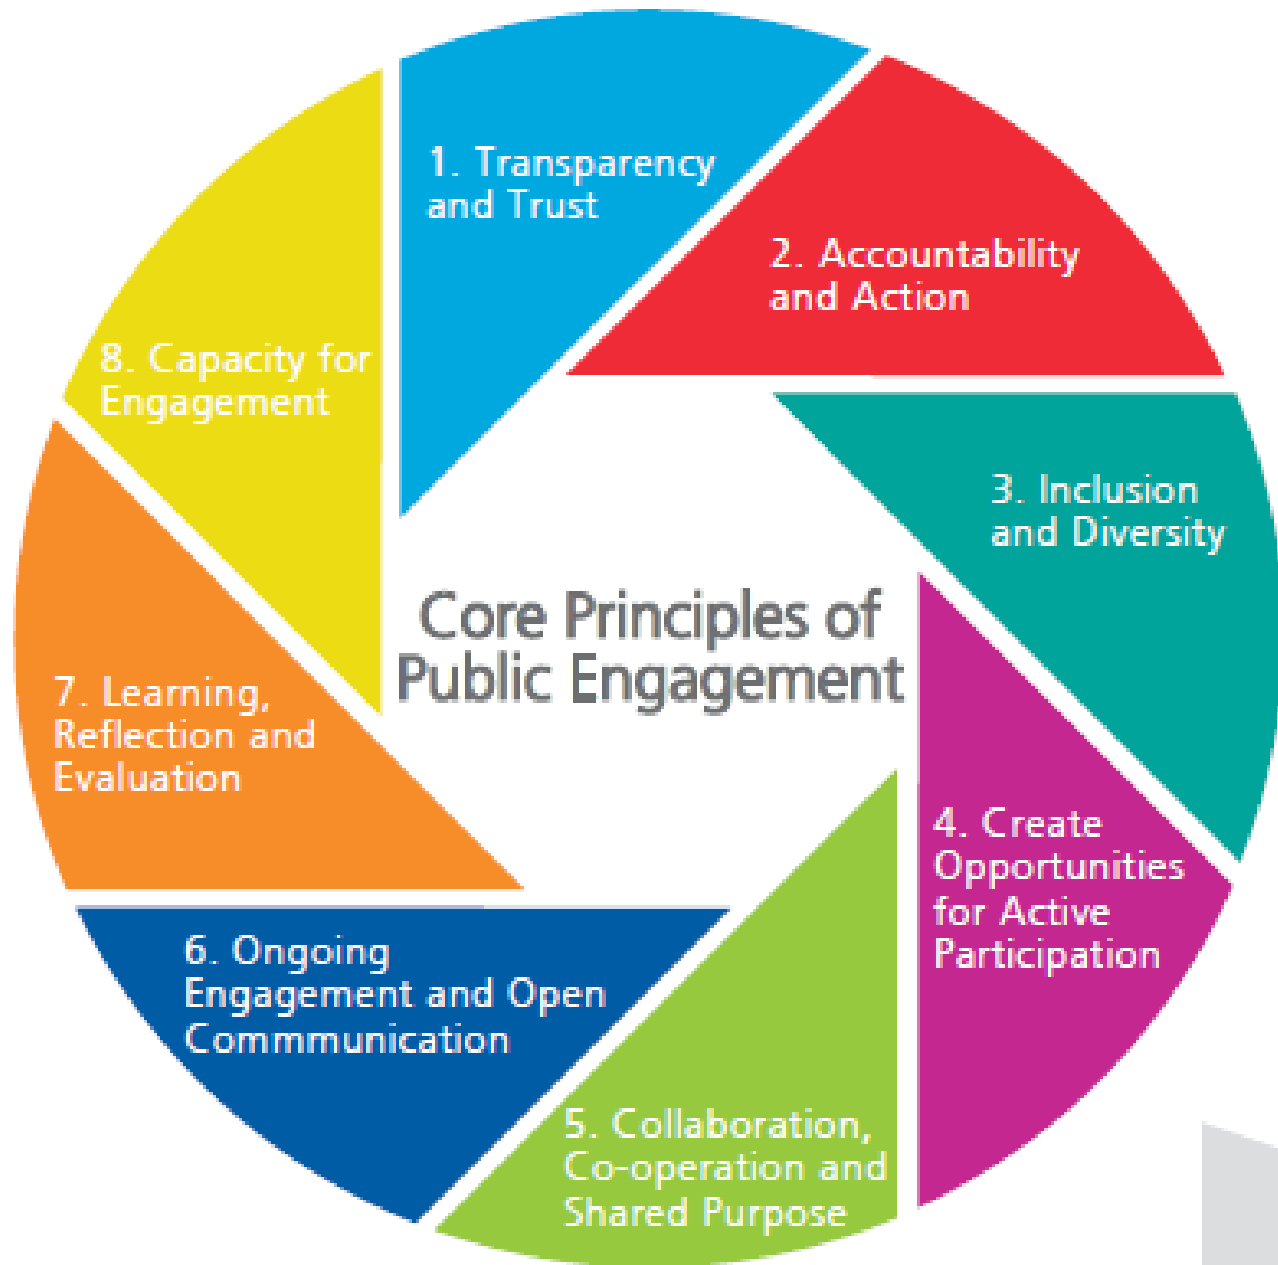 1. Transparency
and Trust
2. Accountability
and Action
3. Inclusion
and Diversity
4. Create
Opportunities
for Active
Participation
5. Collaboration,
Co-operation and
Shared Purpose
6. Ongoing
Engagement and Open
Commmunication
7. Learning,
Reflection and
Evaluation
8. Capacity for
Engagement
Core Principles of
Public Engagement